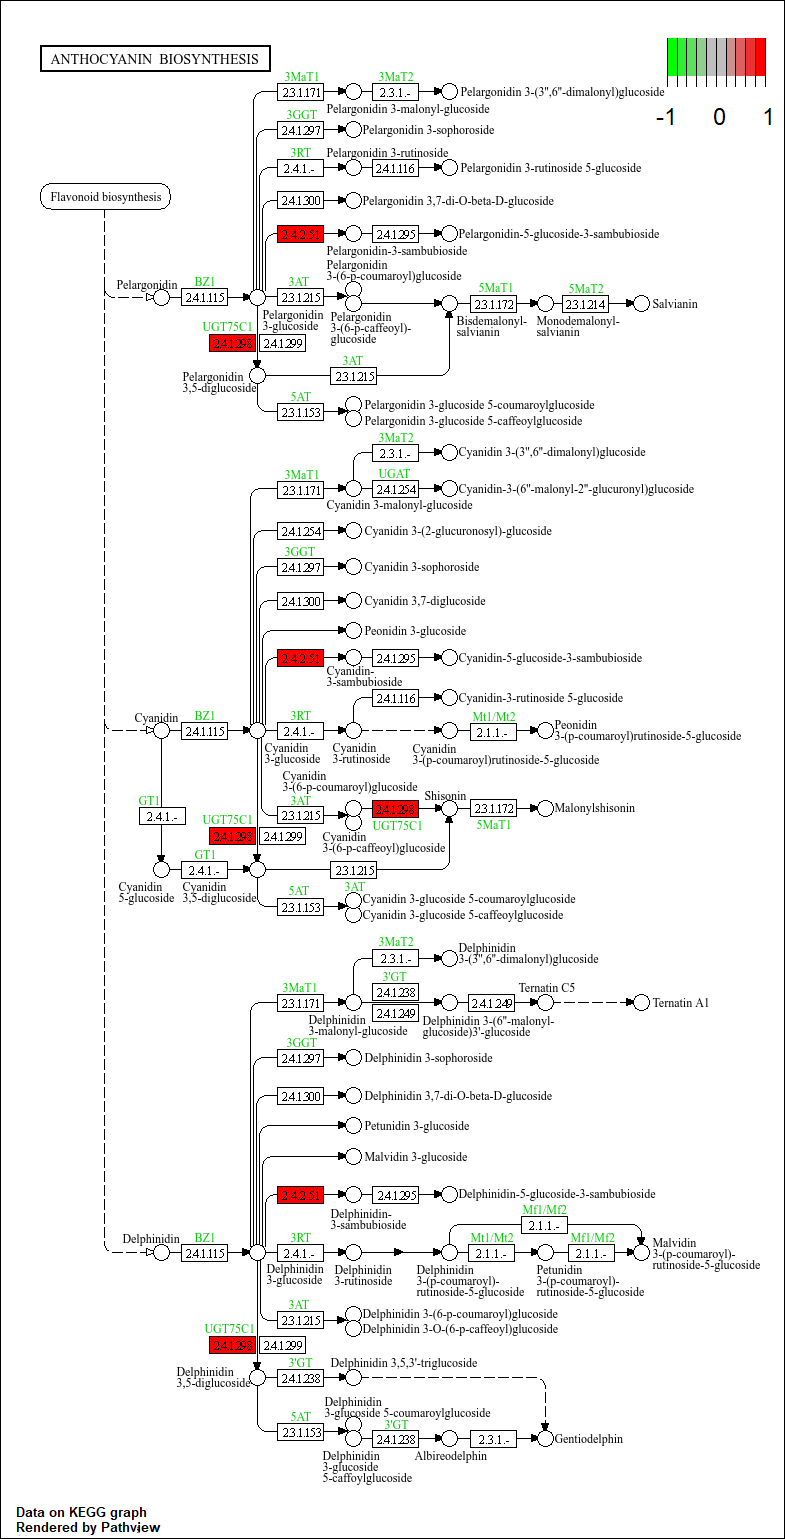 ANTHOCYANIN BIOSYNTHESIS
-1 0 1
3MaT1 3MaT2
2.3.1.171 2.3.1.- Pelargonidin 3-(3",6"-dimalonyl)glucoside
Pelargonidin 3-malonyl-glucoside
3GGT
2.4.1.297 Pelargonidin 3-sophoroside
3RT Pelargonidin 3-rutinoside
2.4.1.- 2.4.1.116 Pelargonidin 3-rutinoside 5-glucoside
Flavonoid biosynthesis
2.4.1.300 Pelargonidin 3,7-di-O-beta-D-glucoside
2.4.2.51 2.4.1.295 Pelargonidin-5-glucoside-3-sambubioside
Pelargonidin-3-sambubioside
Pelargonidin
3-(6-p-coumaroyl)glucoside
Pelargonidin BZ1 3AT 5MaT1 5MaT2
2.4.1.115 2.3.1.215 2.3.1.172 2.3.1.214 Salvianin
Pelargonidin
3-glucoside
Pelargonidin
3-(6-p-caffeoyl)-
glucoside
Bisdemalonyl-
salvianin
Monodemalonyl-
salvianin
UGT75C1
2.4.1.298 2.4.1.299
3AT
2.3.1.215
Pelargonidin
3,5-diglucoside
5AT
2.3.1.153 Pelargonidin 3-glucoside 5-coumaroylglucoside
Pelargonidin 3-glucoside 5-caffeoylglucoside
3MaT2
2.3.1.- Cyanidin 3-(3",6"-dimalonyl)glucoside
3MaT1 UGAT
2.3.1.171 2.4.1.254 Cyanidin-3-(6"-malonyl-2"-glucuronyl)glucoside
Cyanidin 3-malonyl-glucoside
2.4.1.254 Cyanidin 3-(2-glucuronosyl)-glucoside
3GGT
2.4.1.297 Cyanidin 3-sophoroside
2.4.1.300 Cyanidin 3,7-diglucoside
Peonidin 3-glucoside
2.4.2.51 2.4.1.295 Cyanidin-5-glucoside-3-sambubioside
Cyanidin-
3-sambubioside
2.4.1.116 Cyanidin-3-rutinoside 5-glucoside
Cyanidin BZ1 3RT Mt1/Mt2
2.4.1.115 2.4.1.- 2.1.1.- Peonidin
3-(p-coumaroyl)rutinoside-5-glucoside
Cyanidin
3-glucoside
Cyanidin
3-rutinoside
Cyanidin
3-(p-coumaroyl)rutinoside-5-glucoside
Cyanidin
3-(6-p-coumaroyl)glucoside
GT1 3AT Shisonin
2.4.1.- 2.3.1.215 2.4.1.298 2.3.1.172 Malonylshisonin
UGT75C1 UGT75C1 5MaT1
2.4.1.298 2.4.1.299
Cyanidin
3-(6-p-caffeoyl)glucoside
GT1
2.4.1.- 2.3.1.215
Cyanidin
5-glucoside
Cyanidin
3,5-diglucoside
5AT 3AT
2.3.1.153 Cyanidin 3-glucoside 5-coumaroylglucoside
Cyanidin 3-glucoside 5-caffeoylglucoside
3MaT2
2.3.1.- Delphinidin
3-(3",6"-dimalonyl)glucoside
3'GT
2.4.1.238
3MaT1 Ternatin C5
2.3.1.171 2.4.1.249 2.4.1.249 Ternatin A1
Delphinidin
3-malonyl-glucoside
Delphinidin 3-(6"-malonyl-
glucoside)3'-glucoside
3GGT
2.4.1.297 Delphinidin 3-sophoroside
2.4.1.300 Delphinidin 3,7-di-O-beta-D-glucoside
Petunidin 3-glucoside
Malvidin 3-glucoside
2.4.2.51 2.4.1.295 Delphinidin-5-glucoside-3-sambubioside
Delphinidin-
3-sambubioside
Mf1/Mf2
2.1.1.-
Delphinidin BZ1 3RT Mt1/Mt2 Mf1/Mf2
2.4.1.115 2.4.1.- 2.1.1.- 2.1.1.- Malvidin
3-(p-coumaroyl)-
rutinoside-5-glucoside
Delphinidin
3-glucoside
Delphinidin
3-rutinoside
Delphinidin
3-(p-coumaroyl)-
rutinoside-5-glucoside
Petunidin
3-(p-coumaroyl)-
rutinoside-5-glucoside
3AT
2.3.1.215 Delphinidin 3-(6-p-coumaroyl)glucoside
Delphinidin 3-O-(6-p-caffeoyl)glucoside
UGT75C1
2.4.1.298 2.4.1.299
3'GT Delphinidin 3,5,3'-triglucoside
2.4.1.238
Delphinidin
3,5-diglucoside
Delphinidin
3-glucoside 5-coumaroylglucoside
5AT 3'GT
2.3.1.153 2.4.1.238 2.3.1.- Gentiodelphin
Albireodelphin
Delphinidin
3-glucoside
5-caffoylglucoside
Data on KEGG graph
Rendered by Pathview